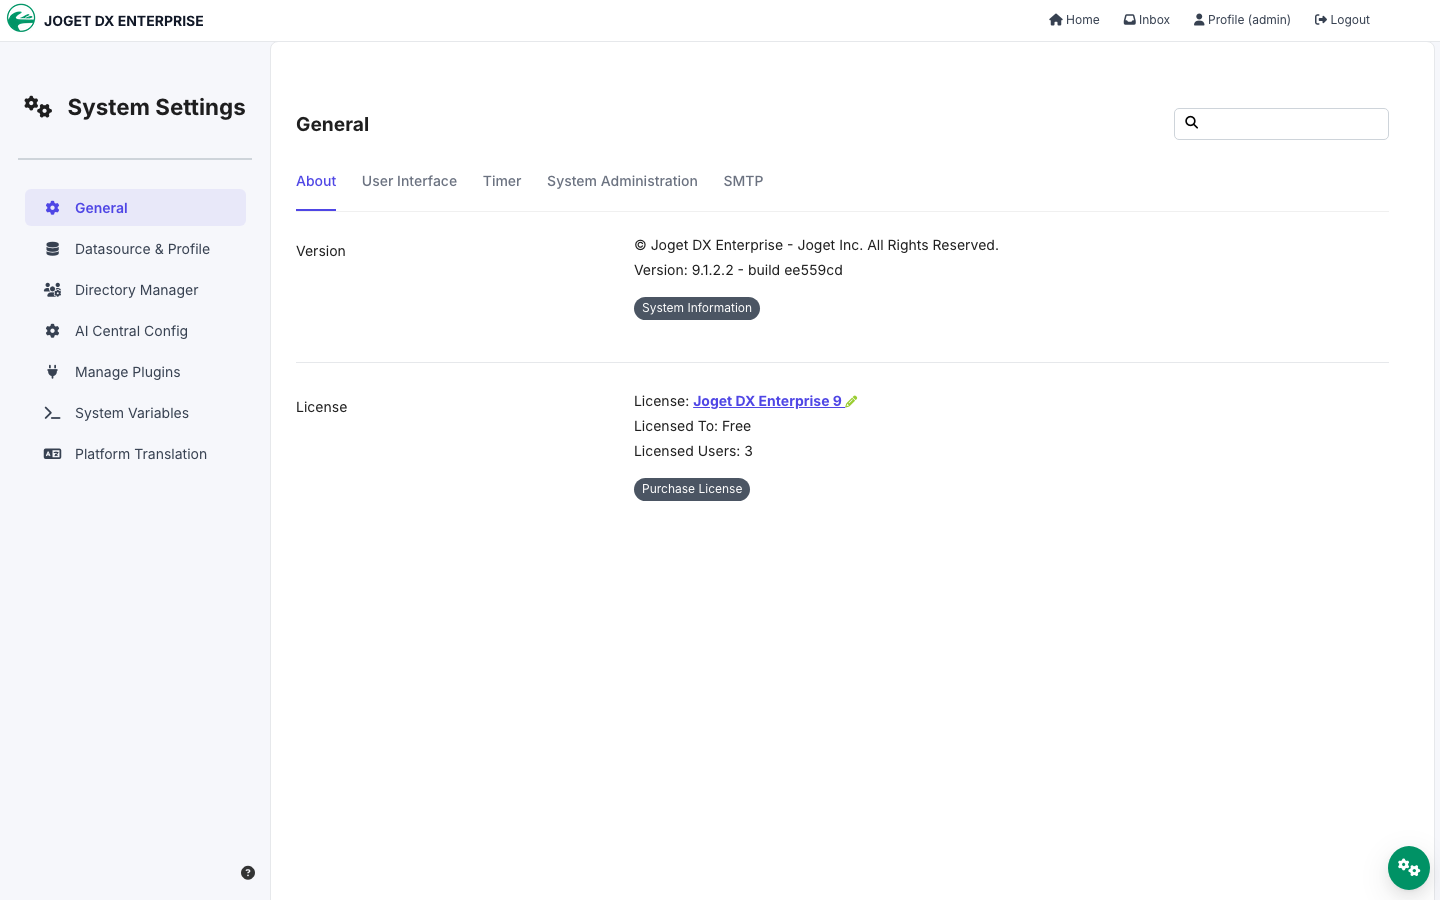 JOGET DX ENTERPRISE
Home
Inbox
Profile (admin)
Logout
System Settings
General
Datasource & Profile
Directory Manager
AI Central Config
Manage Plugins
System Variables
Platform Translation
General
About
User Interface
Timer
System Administration
SMTP
Version
© Joget DX Enterprise - Joget Inc. All Rights Reserved.
Version: 9.1.2.2 - build ee559cd
System Information
License
License: Joget DX Enterprise 9
Licensed To: Free
Licensed Users: 3
Purchase License